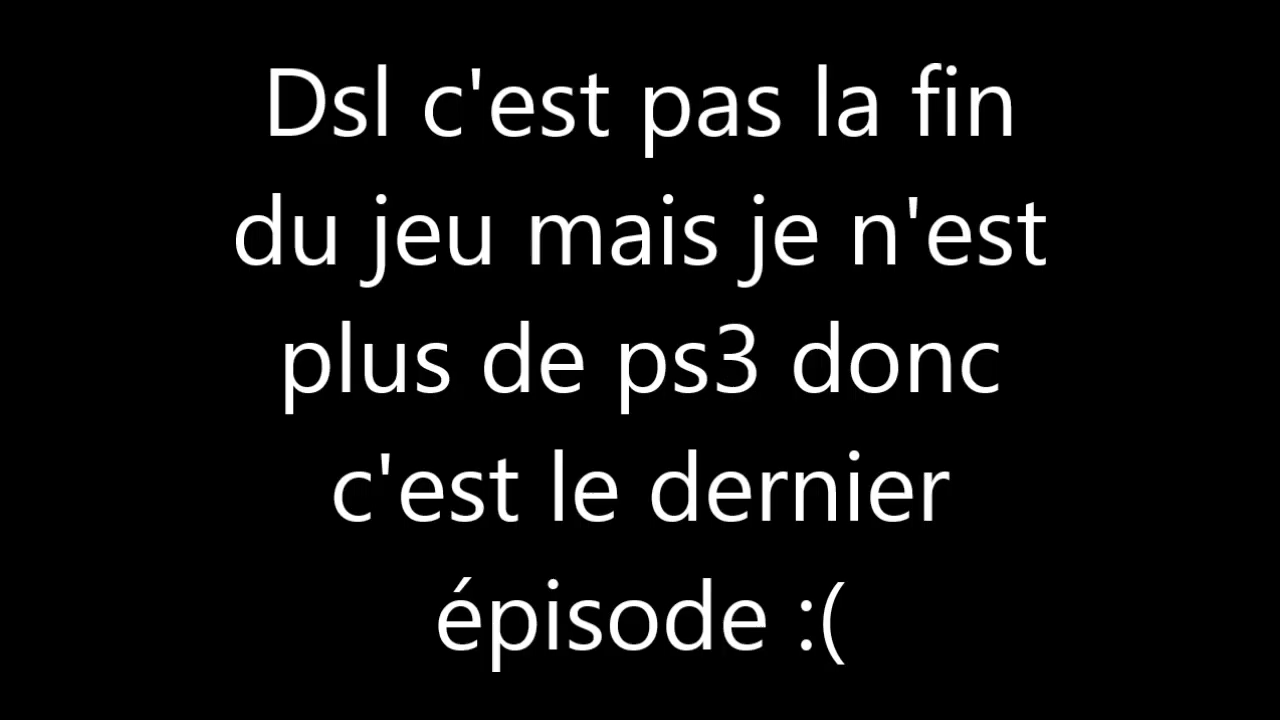 Dsl c'est pas la fin
du jeu mais je n'est
plus de ps3 donc
c'est le dernier
épisode :(